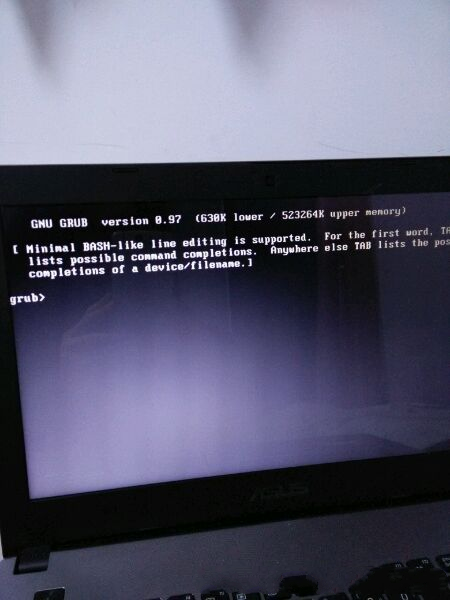 GNU GRUB version 0.97 (630K lower / 523264K upper memory)
[ Minimal BASH-like line editing is supported. For the first word, TA
lists possible command completions. Anywhere else TAB lists the pos
completions of a device/filename.]
grub>
ASUS